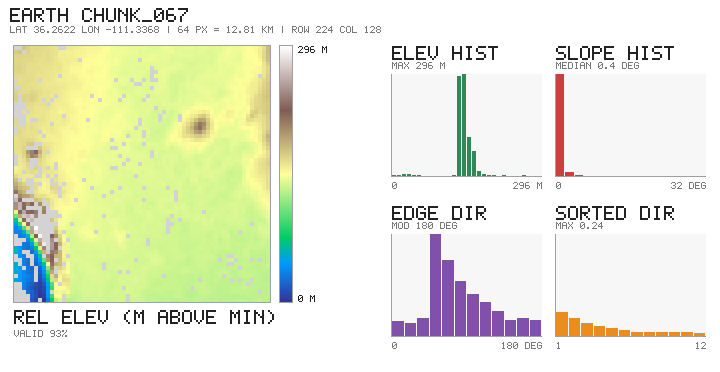 EARTH CHUNK_067
LAT 36.2622 LON -111.3368 | 64 PX = 12.81 KM | ROW 224 COL 128
296 M
0 M
REL ELEV (M ABOVE MIN)
VALID 93%
ELEV HIST
MAX 296 M
0 296 M
SLOPE HIST
MEDIAN 0.4 DEG
0 32 DEG
EDGE DIR
MOD 180 DEG
0 180 DEG
SORTED DIR
MAX 0.24
1 12